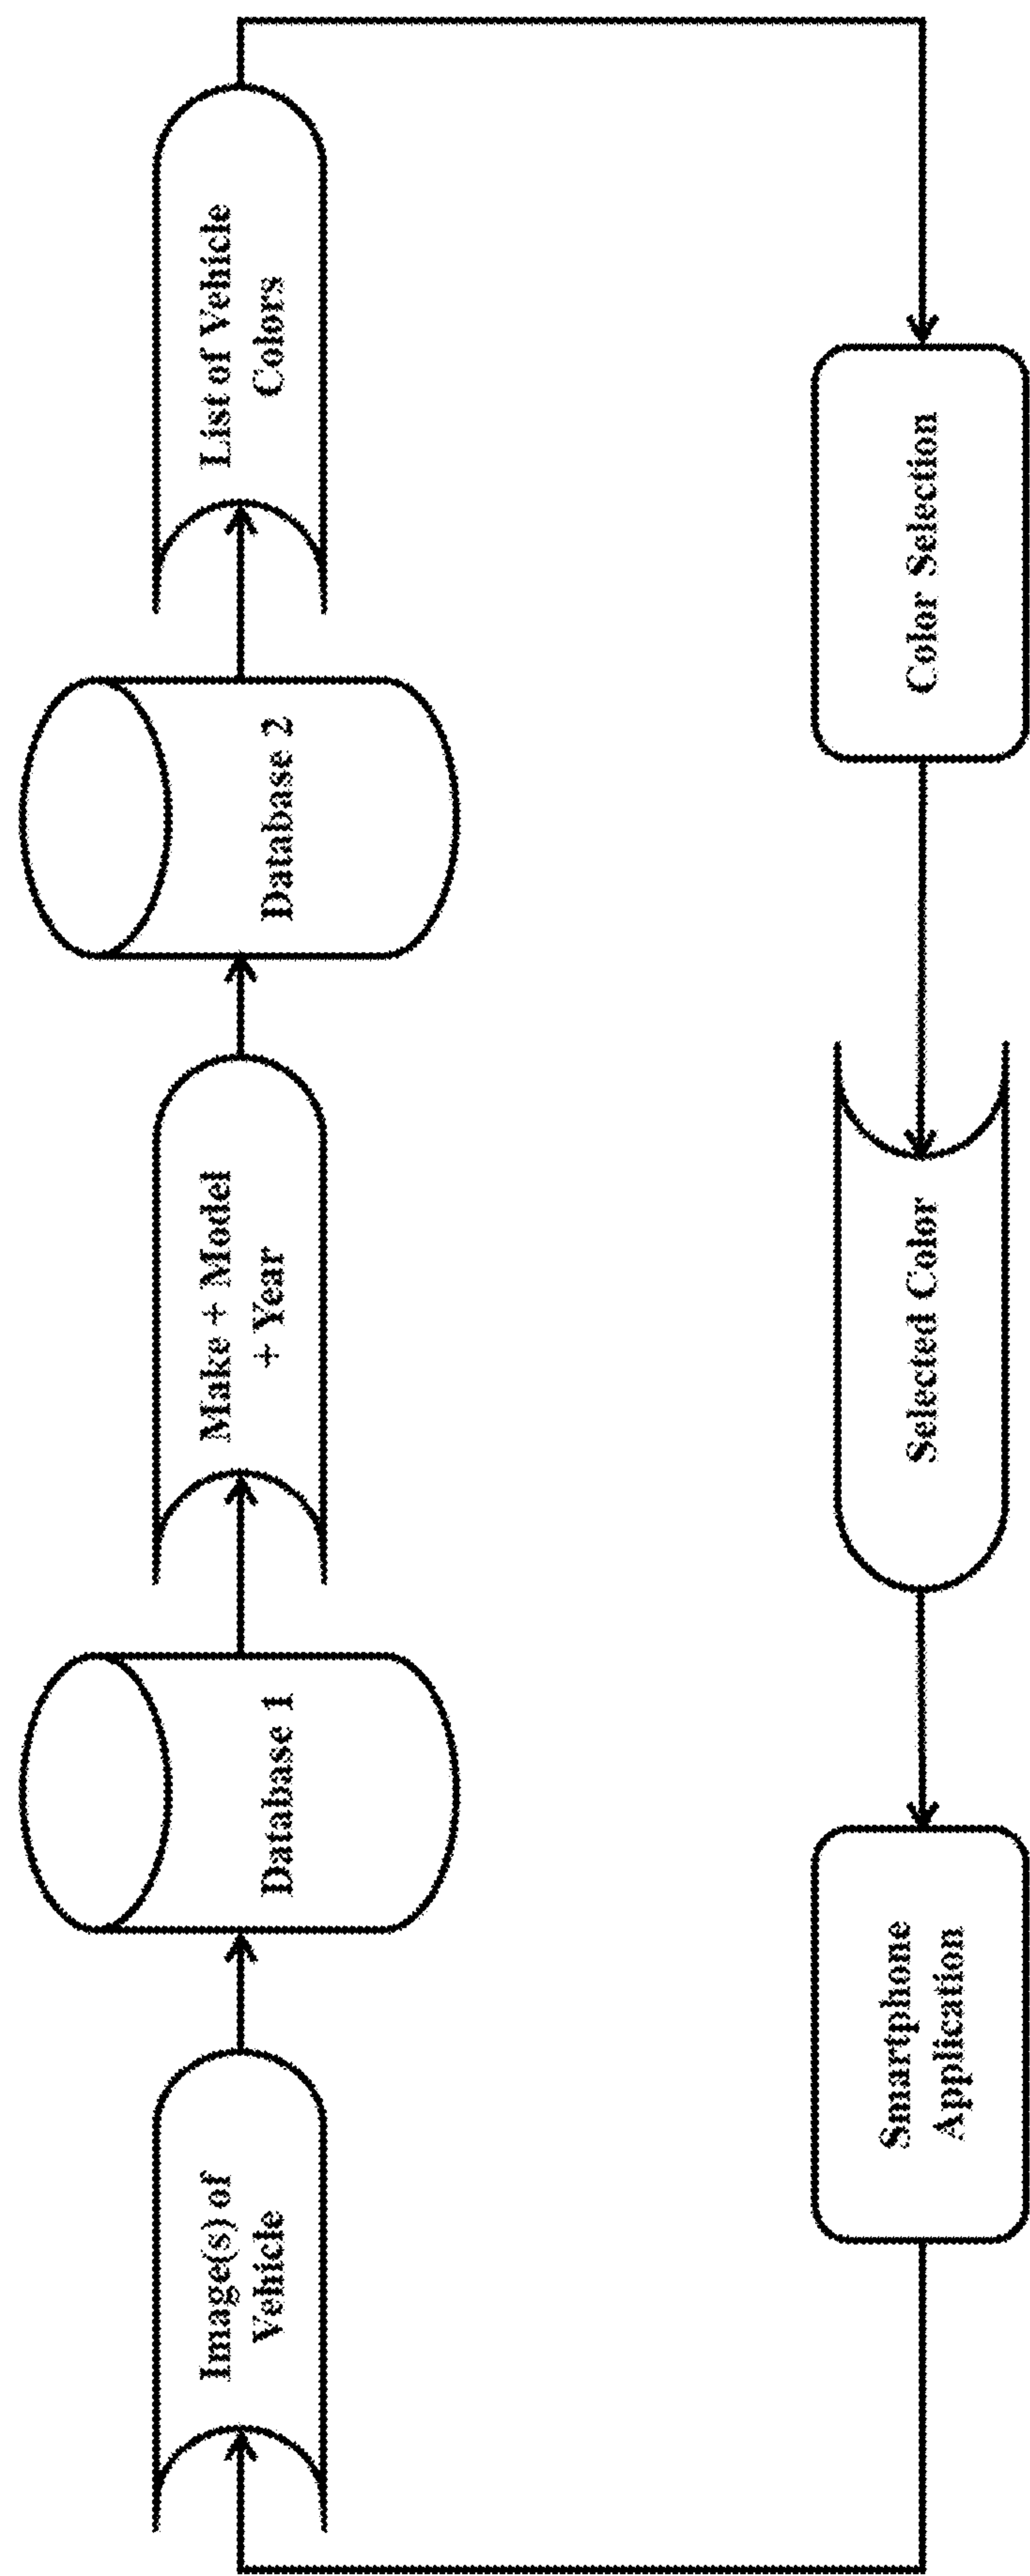 Image(s) of
Vehicle
Database 1
Make + Model
+ Year
Database 2
List of Vehicle
Colors
Smartphone
Application
Selected Color
Color Selection